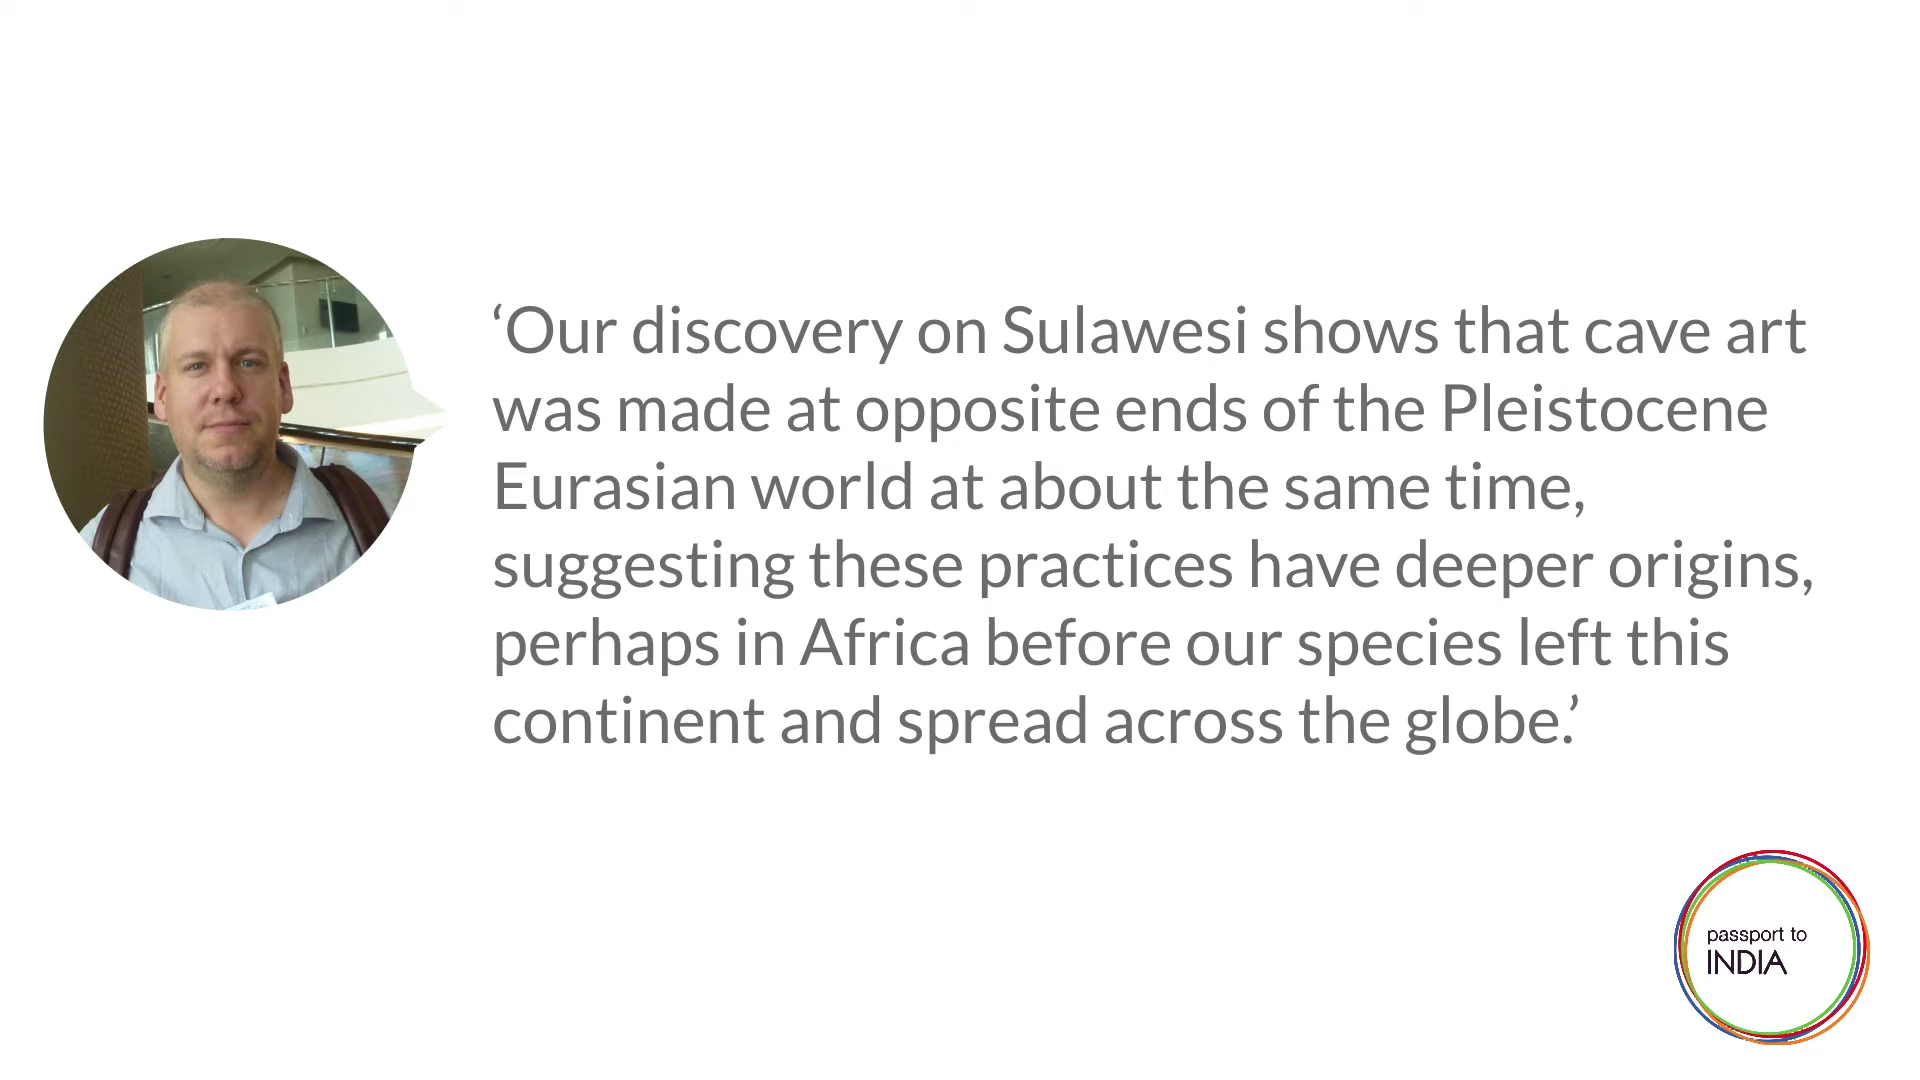 ‘Our discovery on Sulawesi shows that cave art
was made at opposite ends of the Pleistocene
Eurasian world at about the same time,
suggesting these practices have deeper origins,
perhaps in Africa before our species left this
continent and spread across the globe.’
passport to
INDIA